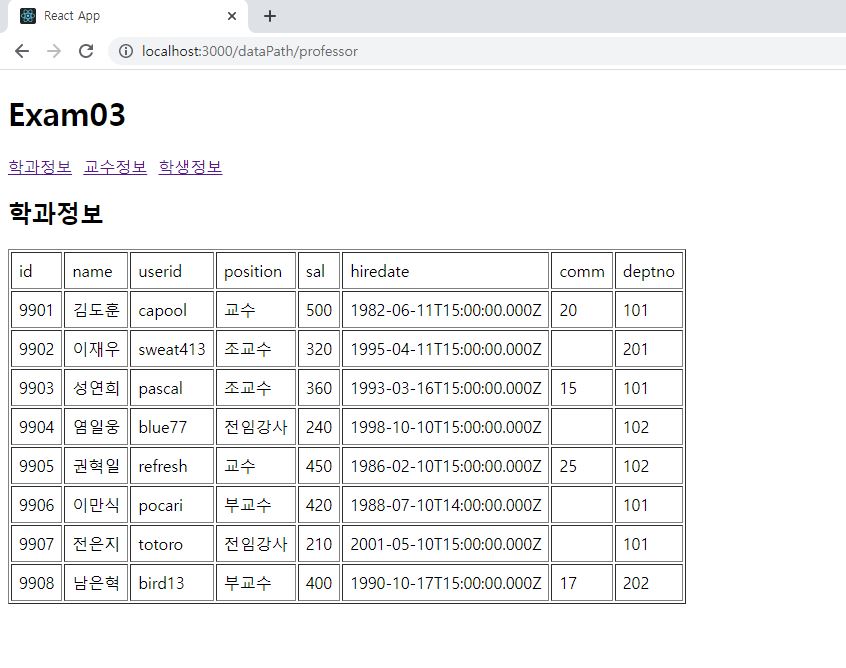 React App
localhost:3000/dataPath/professor
Exam03
학과정보 교수정보 학생정보
학과정보
id name userid position sal hiredate comm deptno
9901 김도훈 capool 교수 500 1982-06-11T15:00:00.000Z 20 101
9902 이재우 sweat413 조교수 320 1995-04-11T15:00:00.000Z 201
9903 성연희 pascal 조교수 360 1993-03-16T15:00:00.000Z 15 101
9904 염일웅 blue77 전임강사 240 1998-10-10T15:00:00.000Z 102
9905 권혁일 refresh 교수 450 1986-02-10T15:00:00.000Z 25 102
9906 이만식 pocari 부교수 420 1988-07-10T14:00:00.000Z 101
9907 전은지 totoro 전임강사 210 2001-05-10T15:00:00.000Z 101
9908 남은혁 bird13 부교수 400 1990-10-17T15:00:00.000Z 17 202